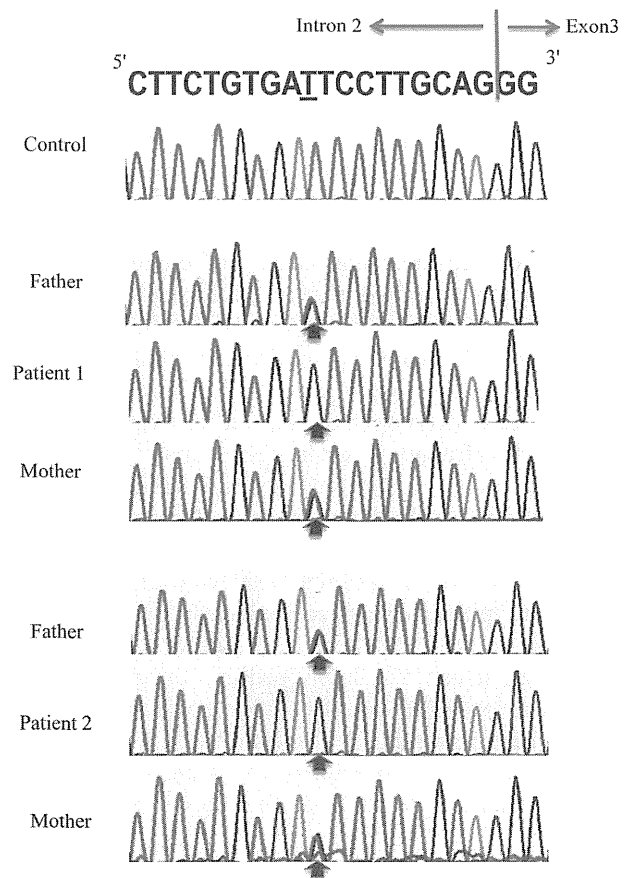 Intron 2 Exon3
5' 3'
CTTCTGTGATTCCTTGCAGGG
Control
Father
Patient 1
Mother
Father
Patient 2
Mother